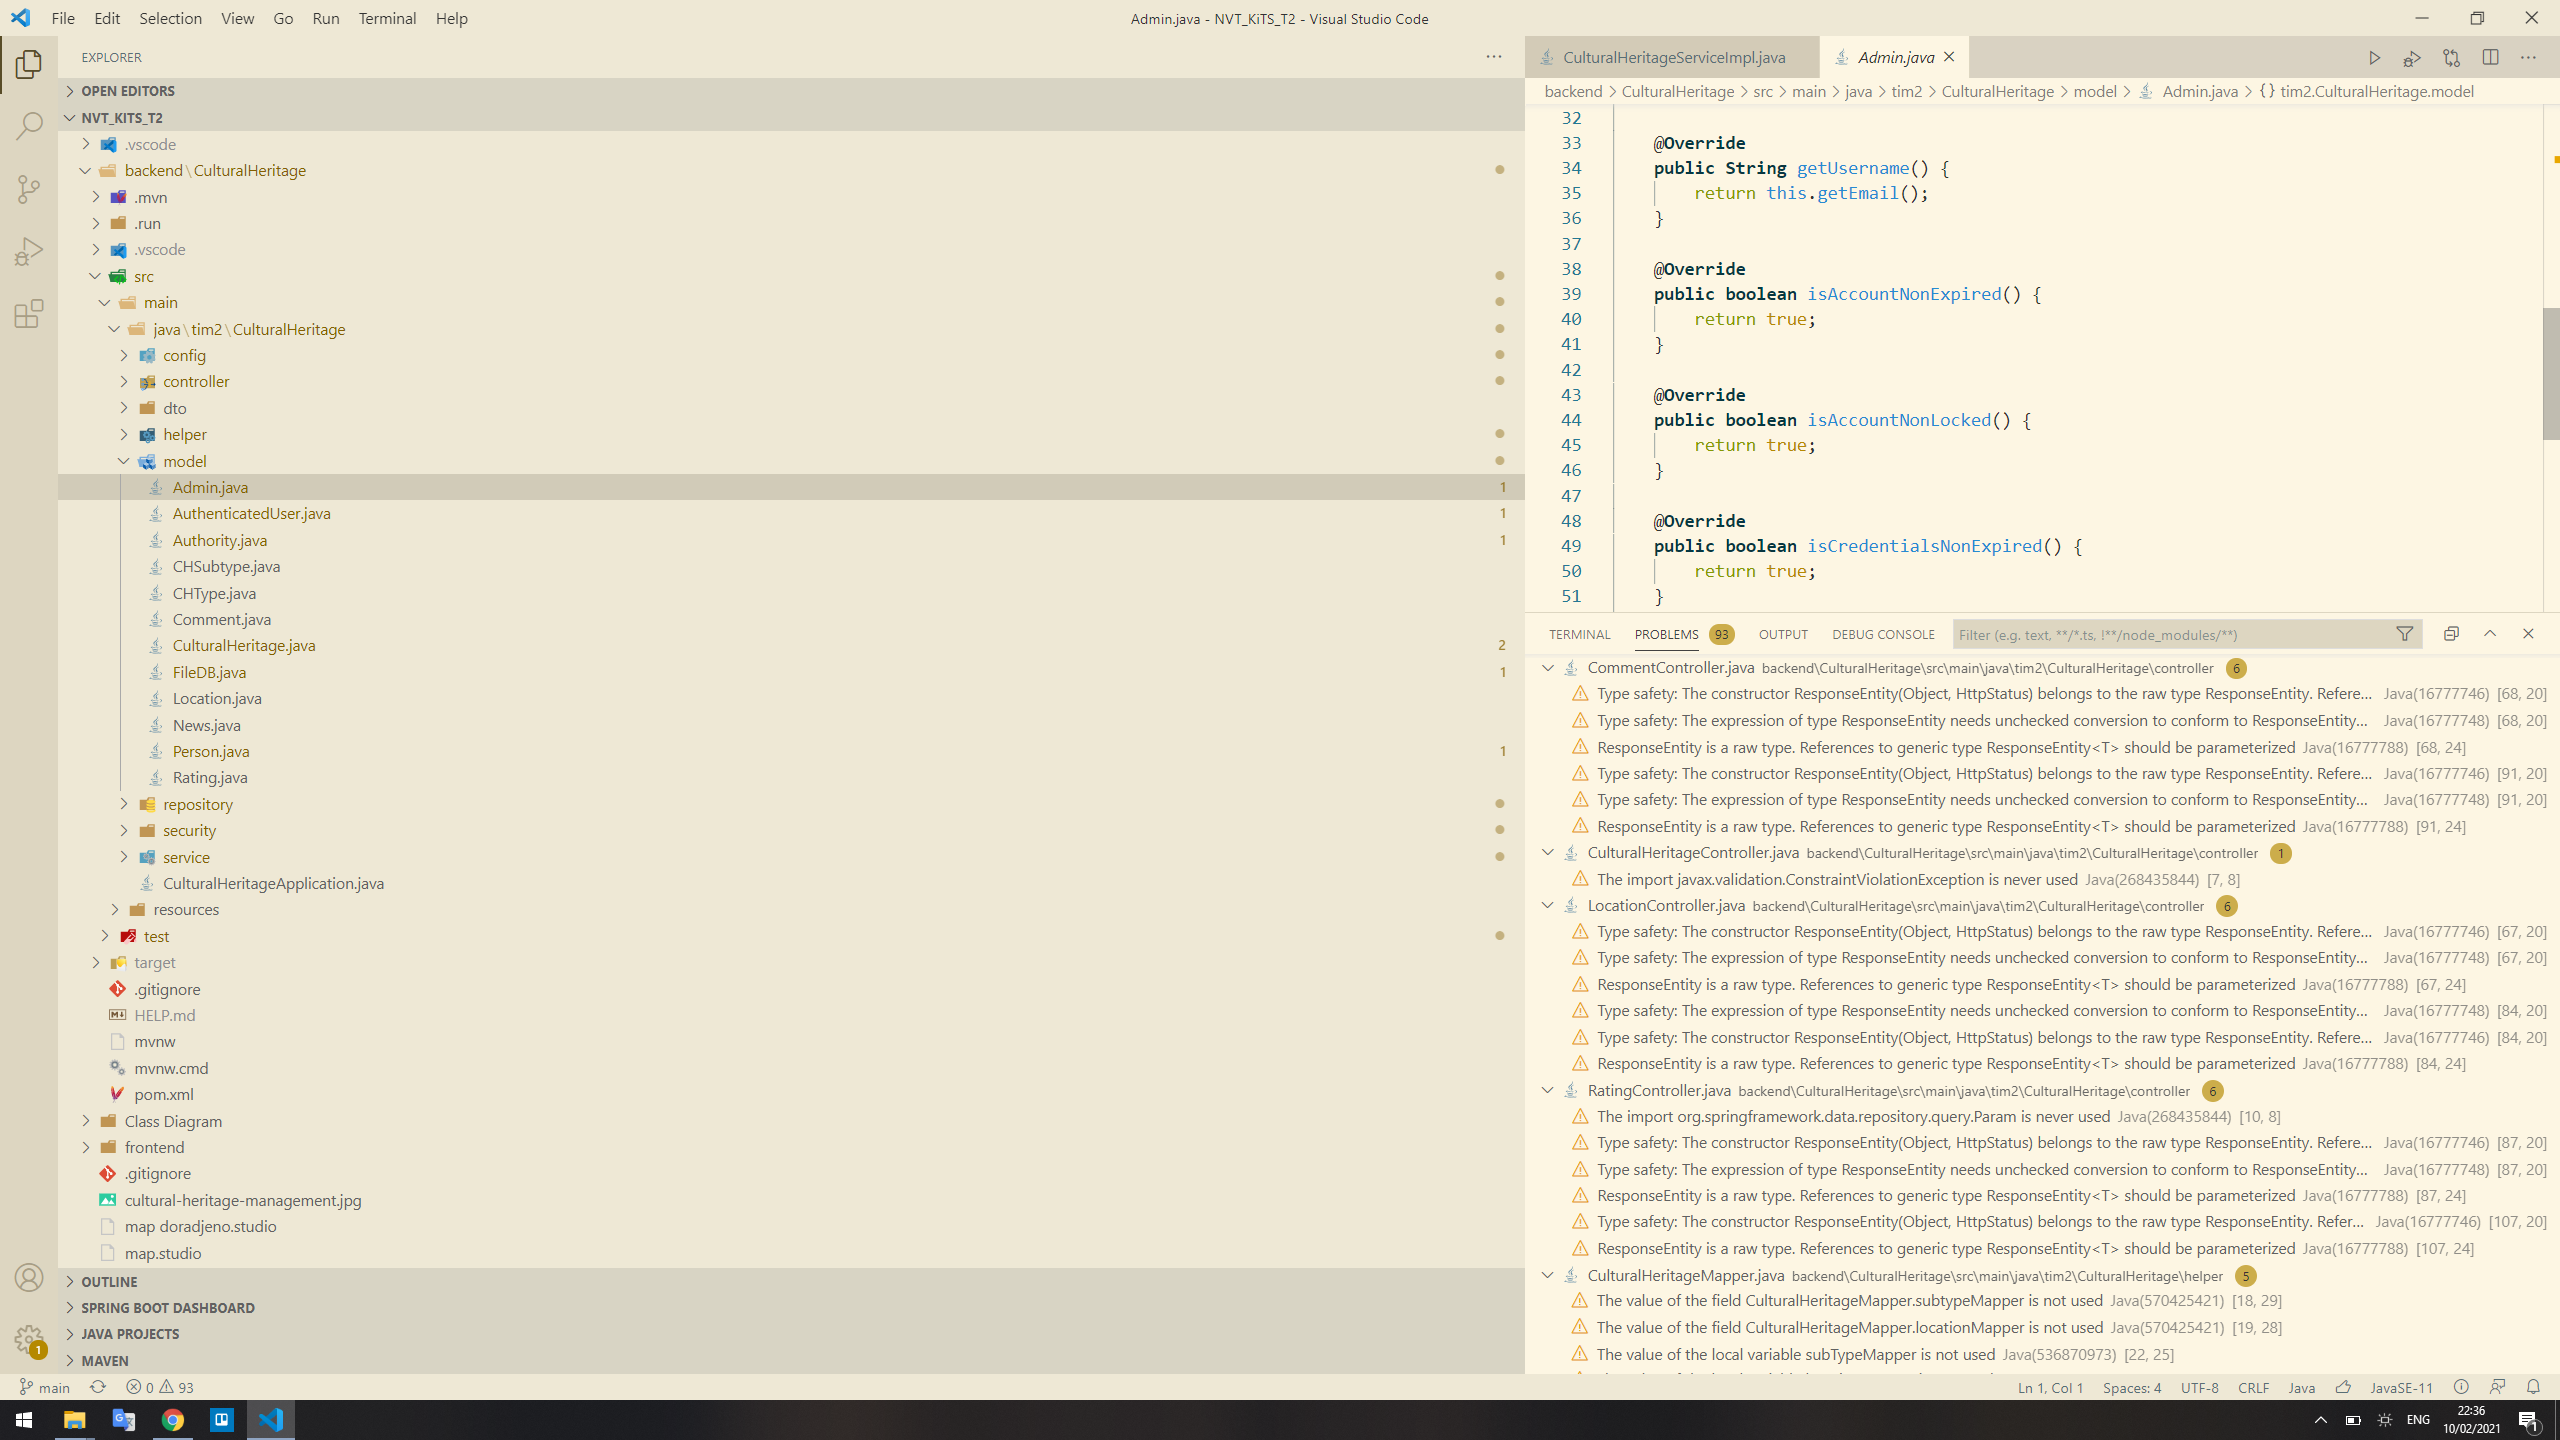 File Edit Selection View Go Run Terminal Help
Admin.java - NVT_KiTS_T2 - Visual Studio Code
EXPLORER
OPEN EDITORS
NVT_KITS_T2
.vscode
backend \ CulturalHeritage
.mvn
.run
.vscode
src
main
java \ tim2 \ CulturalHeritage
config
controller
dto
helper
model
Admin.java 1
AuthenticatedUser.java 1
Authority.java 1
CHSubtype.java
CHType.java
Comment.java
CulturalHeritage.java 2
FileDB.java 1
Location.java
News.java
Person.java 1
Rating.java
repository
security
service
CulturalHeritageApplication.java
resources
test
target
.gitignore
HELP.md
mvnw
mvnw.cmd
pom.xml
Class Diagram
frontend
.gitignore
cultural-heritage-management.jpg
map doradjeno.studio
map.studio
OUTLINE
SPRING BOOT DASHBOARD
JAVA PROJECTS
MAVEN
1
CulturalHeritageServiceImpl.java Admin.java
backend > CulturalHeritage > src > main > java > tim2 > CulturalHeritage > model > Admin.java > {} tim2.CulturalHeritage.model
32
33 @Override
34 public String getUsername() {
35 return this.getEmail();
36 }
37
38 @Override
39 public boolean isAccountNonExpired() {
40 return true;
41 }
42
43 @Override
44 public boolean isAccountNonLocked() {
45 return true;
46 }
47
48 @Override
49 public boolean isCredentialsNonExpired() {
50 return true;
51 }
TERMINAL PROBLEMS 93 OUTPUT DEBUG CONSOLE Filter (e.g. text, **/*.ts, !**/node_modules/**)
CommentController.java backend\CulturalHeritage\src\main\java\tim2\CulturalHeritage\controller 6
Type safety: The constructor ResponseEntity(Object, HttpStatus) belongs to the raw type ResponseEntity. Refere... Java(16777746) [68, 20]
Type safety: The expression of type ResponseEntity needs unchecked conversion to conform to ResponseEntity... Java(16777748) [68, 20]
ResponseEntity is a raw type. References to generic type ResponseEntity<T> should be parameterized Java(16777788) [68, 24]
Type safety: The constructor ResponseEntity(Object, HttpStatus) belongs to the raw type ResponseEntity. Refere... Java(16777746) [91, 20]
Type safety: The expression of type ResponseEntity needs unchecked conversion to conform to ResponseEntity... Java(16777748) [91, 20]
ResponseEntity is a raw type. References to generic type ResponseEntity<T> should be parameterized Java(16777788) [91, 24]
CulturalHeritageController.java backend\CulturalHeritage\src\main\java\tim2\CulturalHeritage\controller 1
The import javax.validation.ConstraintViolationException is never used Java(268435844) [7, 8]
LocationController.java backend\CulturalHeritage\src\main\java\tim2\CulturalHeritage\controller 6
Type safety: The constructor ResponseEntity(Object, HttpStatus) belongs to the raw type ResponseEntity. Refere... Java(16777746) [67, 20]
Type safety: The expression of type ResponseEntity needs unchecked conversion to conform to ResponseEntity... Java(16777748) [67, 20]
ResponseEntity is a raw type. References to generic type ResponseEntity<T> should be parameterized Java(16777788) [67, 24]
Type safety: The expression of type ResponseEntity needs unchecked conversion to conform to ResponseEntity... Java(16777748) [84, 20]
Type safety: The constructor ResponseEntity(Object, HttpStatus) belongs to the raw type ResponseEntity. Refere... Java(16777746) [84, 20]
ResponseEntity is a raw type. References to generic type ResponseEntity<T> should be parameterized Java(16777788) [84, 24]
RatingController.java backend\CulturalHeritage\src\main\java\tim2\CulturalHeritage\controller 6
The import org.springframework.data.repository.query.Param is never used Java(268435844) [10, 8]
Type safety: The constructor ResponseEntity(Object, HttpStatus) belongs to the raw type ResponseEntity. Refere... Java(16777746) [87, 20]
Type safety: The expression of type ResponseEntity needs unchecked conversion to conform to ResponseEntity... Java(16777748) [87, 20]
ResponseEntity is a raw type. References to generic type ResponseEntity<T> should be parameterized Java(16777788) [87, 24]
Type safety: The constructor ResponseEntity(Object, HttpStatus) belongs to the raw type ResponseEntity. Refer... Java(16777746) [107, 20]
ResponseEntity is a raw type. References to generic type ResponseEntity<T> should be parameterized Java(16777788) [107, 24]
CulturalHeritageMapper.java backend\CulturalHeritage\src\main\java\tim2\CulturalHeritage\helper 5
The value of the field CulturalHeritageMapper.subtypeMapper is not used Java(570425421) [18, 29]
The value of the field CulturalHeritageMapper.locationMapper is not used Java(570425421) [19, 28]
The value of the local variable subTypeMapper is not used Java(536870973) [22, 25]
main 0 93 Ln 1, Col 1 Spaces: 4 UTF-8 CRLF Java JavaSE-11
ENG 22:36
10/02/2021 1